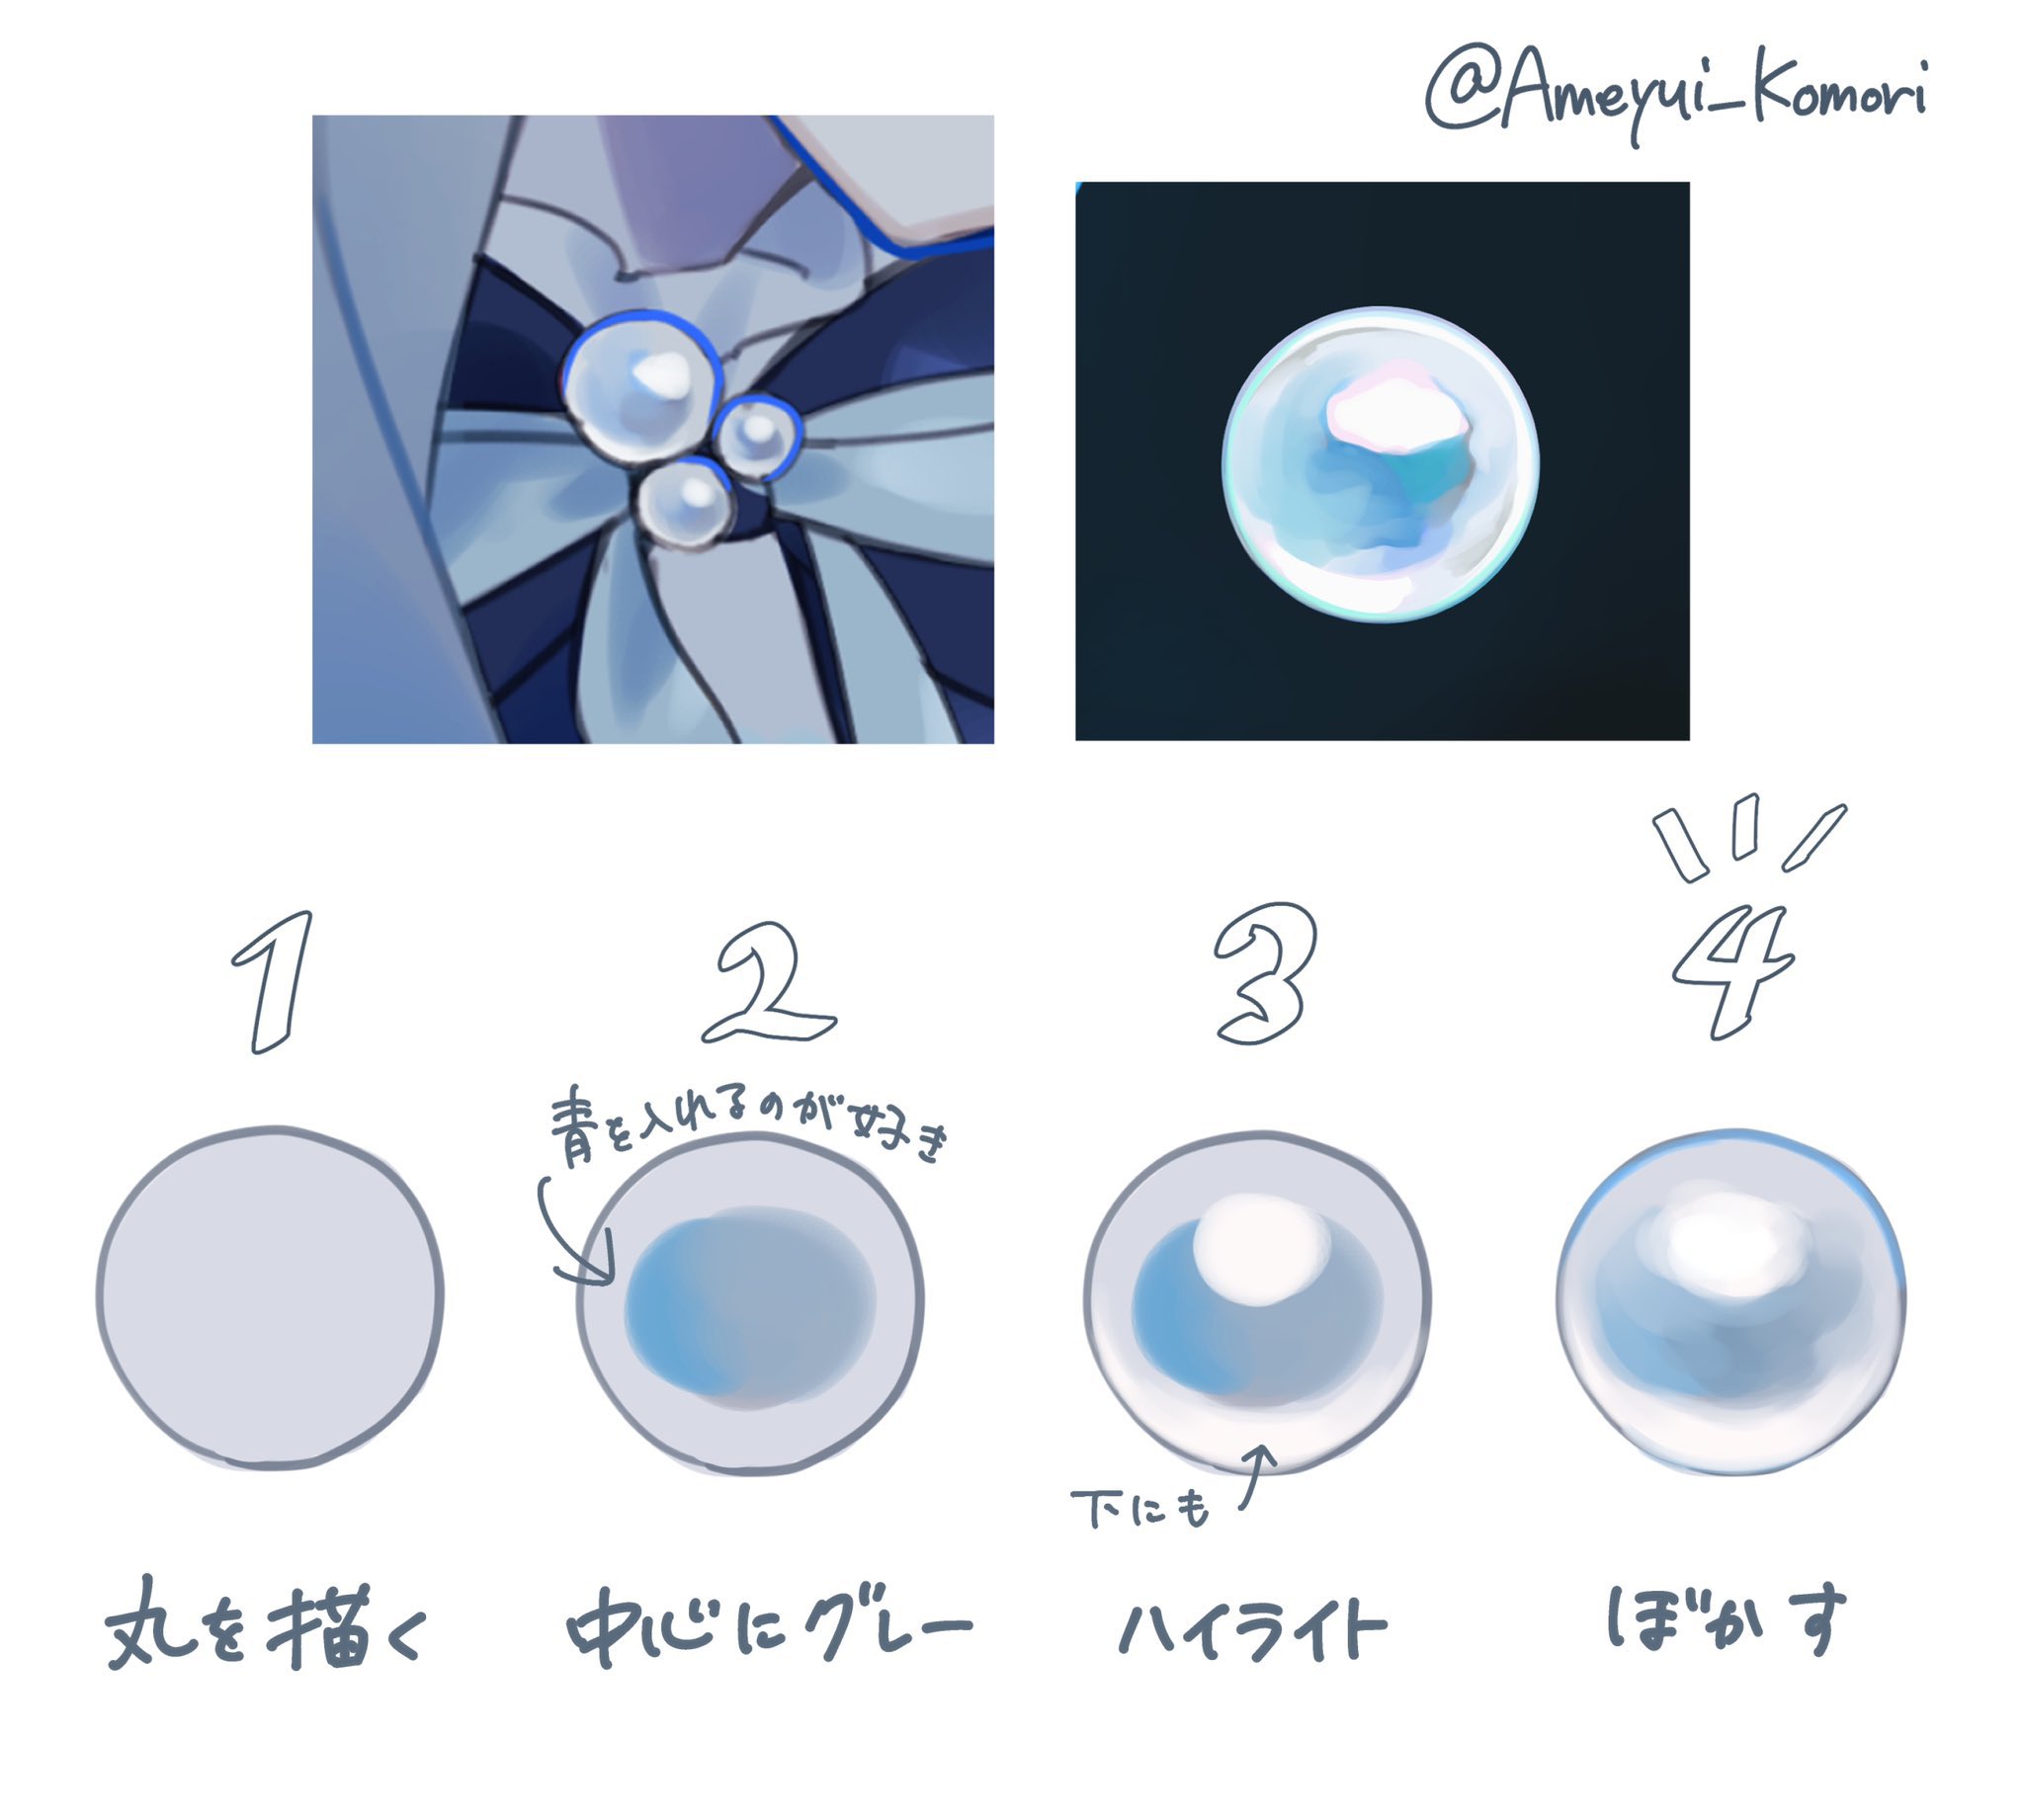 @Ameyui_Komori
1
2
3
4
青を入れるのが好き
下にも
丸を描く
中心にグレー
ハイライト
ぼかす